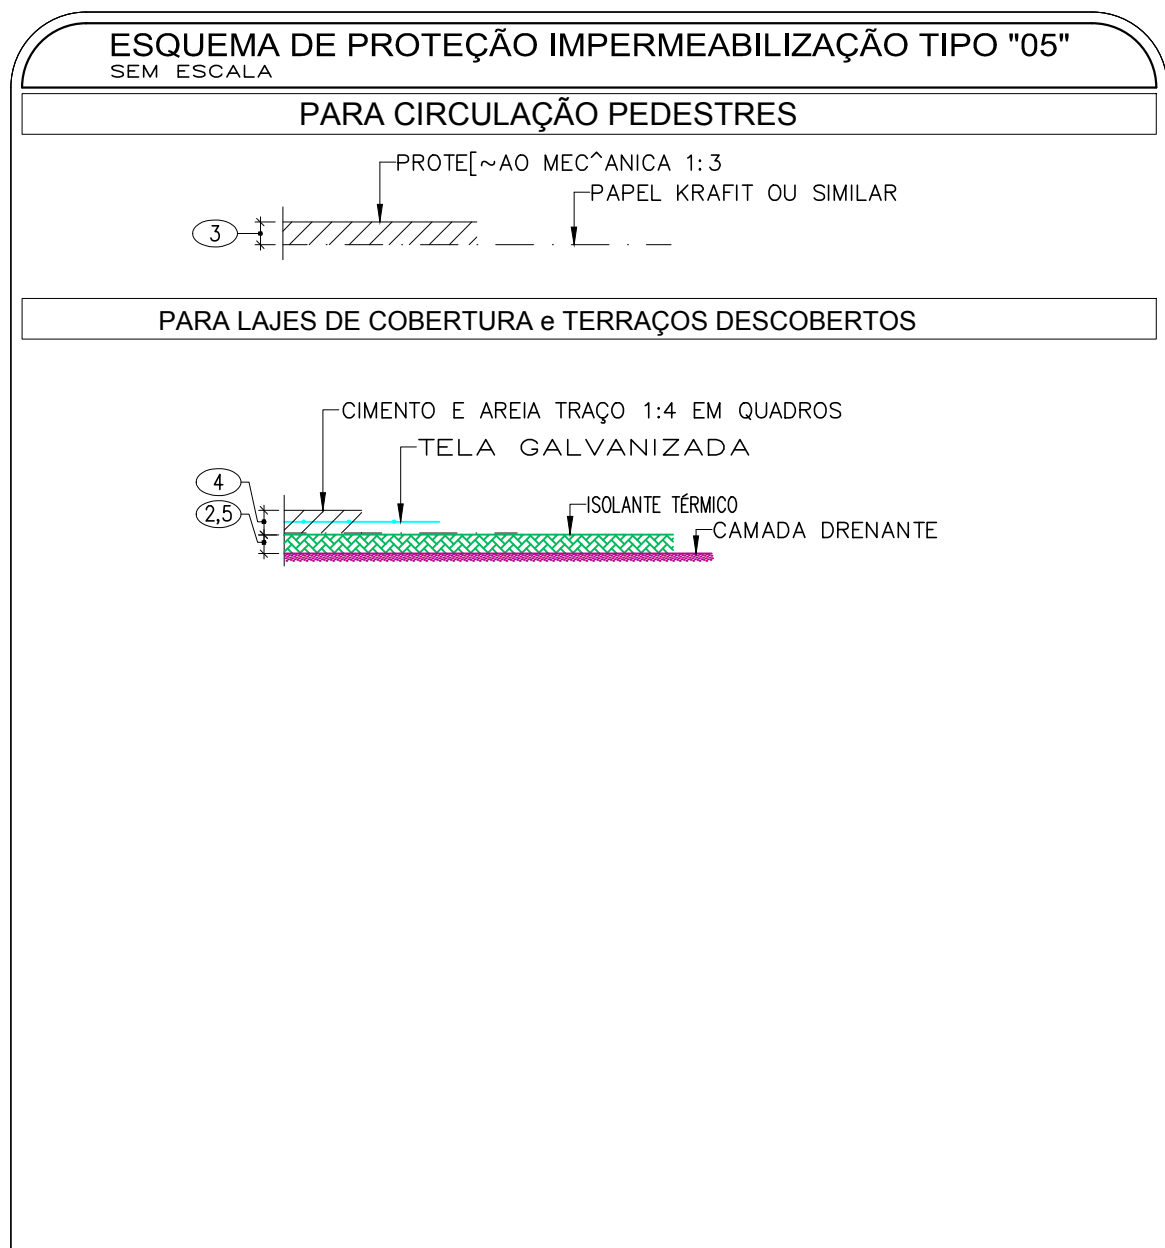 ESQUEMA DE PROTEÇÃO IMPERMEABILIZAÇÃO TIPO "05"
SEM ESCALA
PARA CIRCULAÇÃO PEDESTRES
PROTE[~AO MEC^ANICA 1:3
PAPEL KRAFIT OU SIMILAR
3
PARA LAJES DE COBERTURA e TERRAÇOS DESCOBERTOS
CIMENTO E AREIA TRAÇO 1:4 EM QUADROS
TELA GALVANIZADA
4
2,5
ISOLANTE TÉRMICO
CAMADA DRENANTE